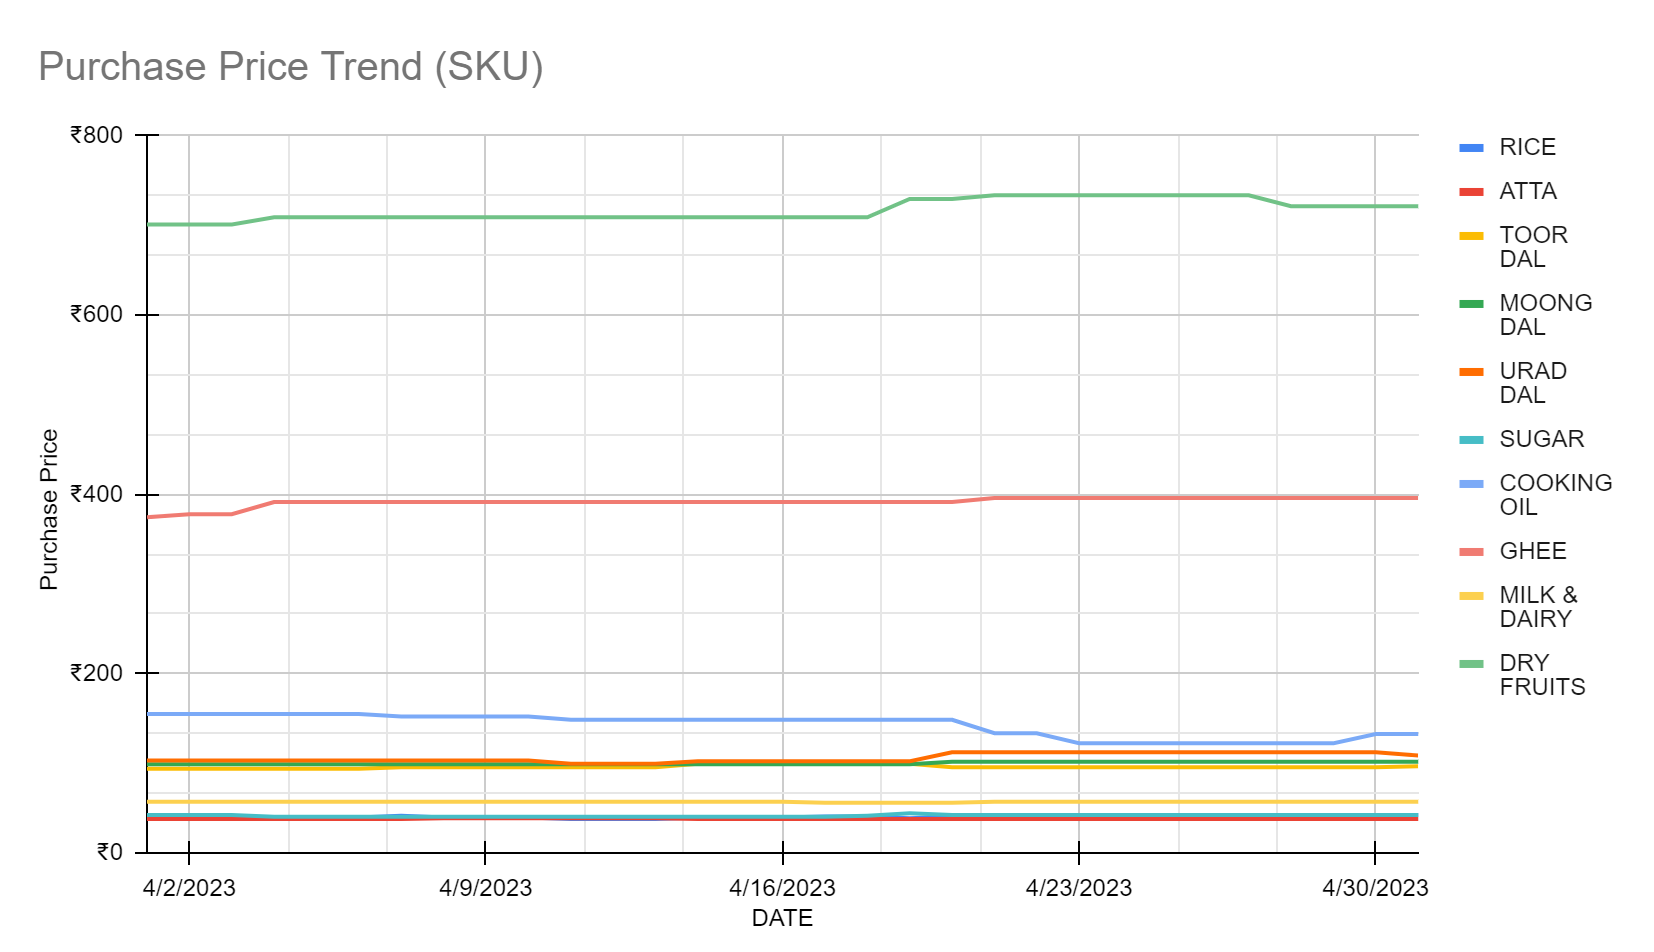 Purchase Price Trend (SKU)
₹800
₹600
₹400
₹200
₹0
Purchase Price
4/2/2023
4/9/2023
4/16/2023
4/23/2023
4/30/2023
DATE
RICE
ATTA
TOOR
DAL
MOONG
DAL
URAD
DAL
SUGAR
COOKING
OIL
GHEE
MILK &
DAIRY
DRY
FRUITS